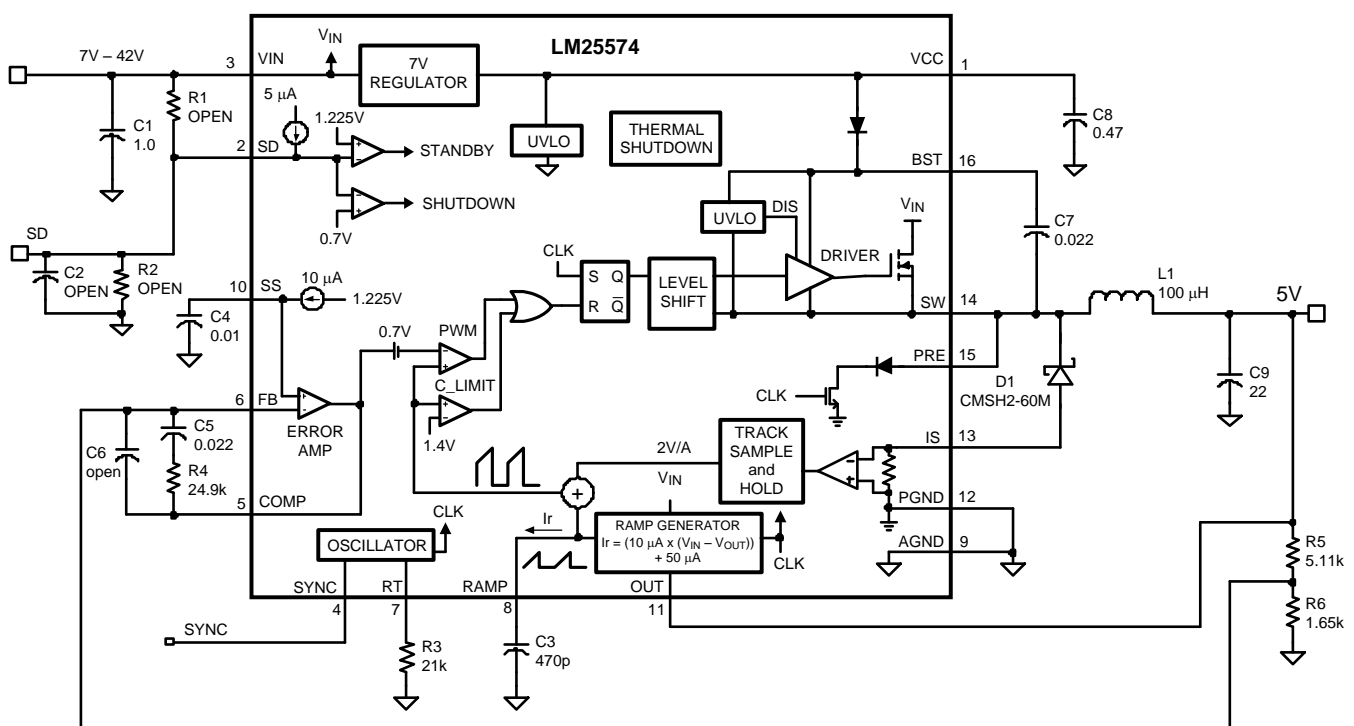 LM25574
7V – 42V
3
VIN
VIN
7V
REGULATOR
VCC
1
R1
OPEN
C1
1.0
5 µA
1.225V
2
SD
STANDBY
SHUTDOWN
0.7V
UVLO
THERMAL
SHUTDOWN
C8
0.47
BST
16
VIN
UVLO
DIS
DRIVER
C7
0.022
SD
C2
OPEN
R2
OPEN
10
SS
10 µA
1.225V
C4
0.01
CLK
S Q
R Q
LEVEL
SHIFT
SW
14
L1
100 µH
5V
0.7V
PWM
C_LIMIT
1.4V
PRE
15
CLK
D1
CMSH2-60M
C9
22
6
FB
ERROR
AMP
C5
0.022
C6
open
R4
24.9k
5
COMP
2V/A
TRACK
SAMPLE
and
HOLD
IS
13
PGND
12
AGND
9
VIN
Ir
RAMP GENERATOR
Ir = (10 µA x (VIN – VOUT))
+ 50 µA
CLK
CLK
OSCILLATOR
SYNC
4
RT
7
RAMP
8
OUT
11
R5
5.11k
R6
1.65k
SYNC
R3
21k
C3
470p